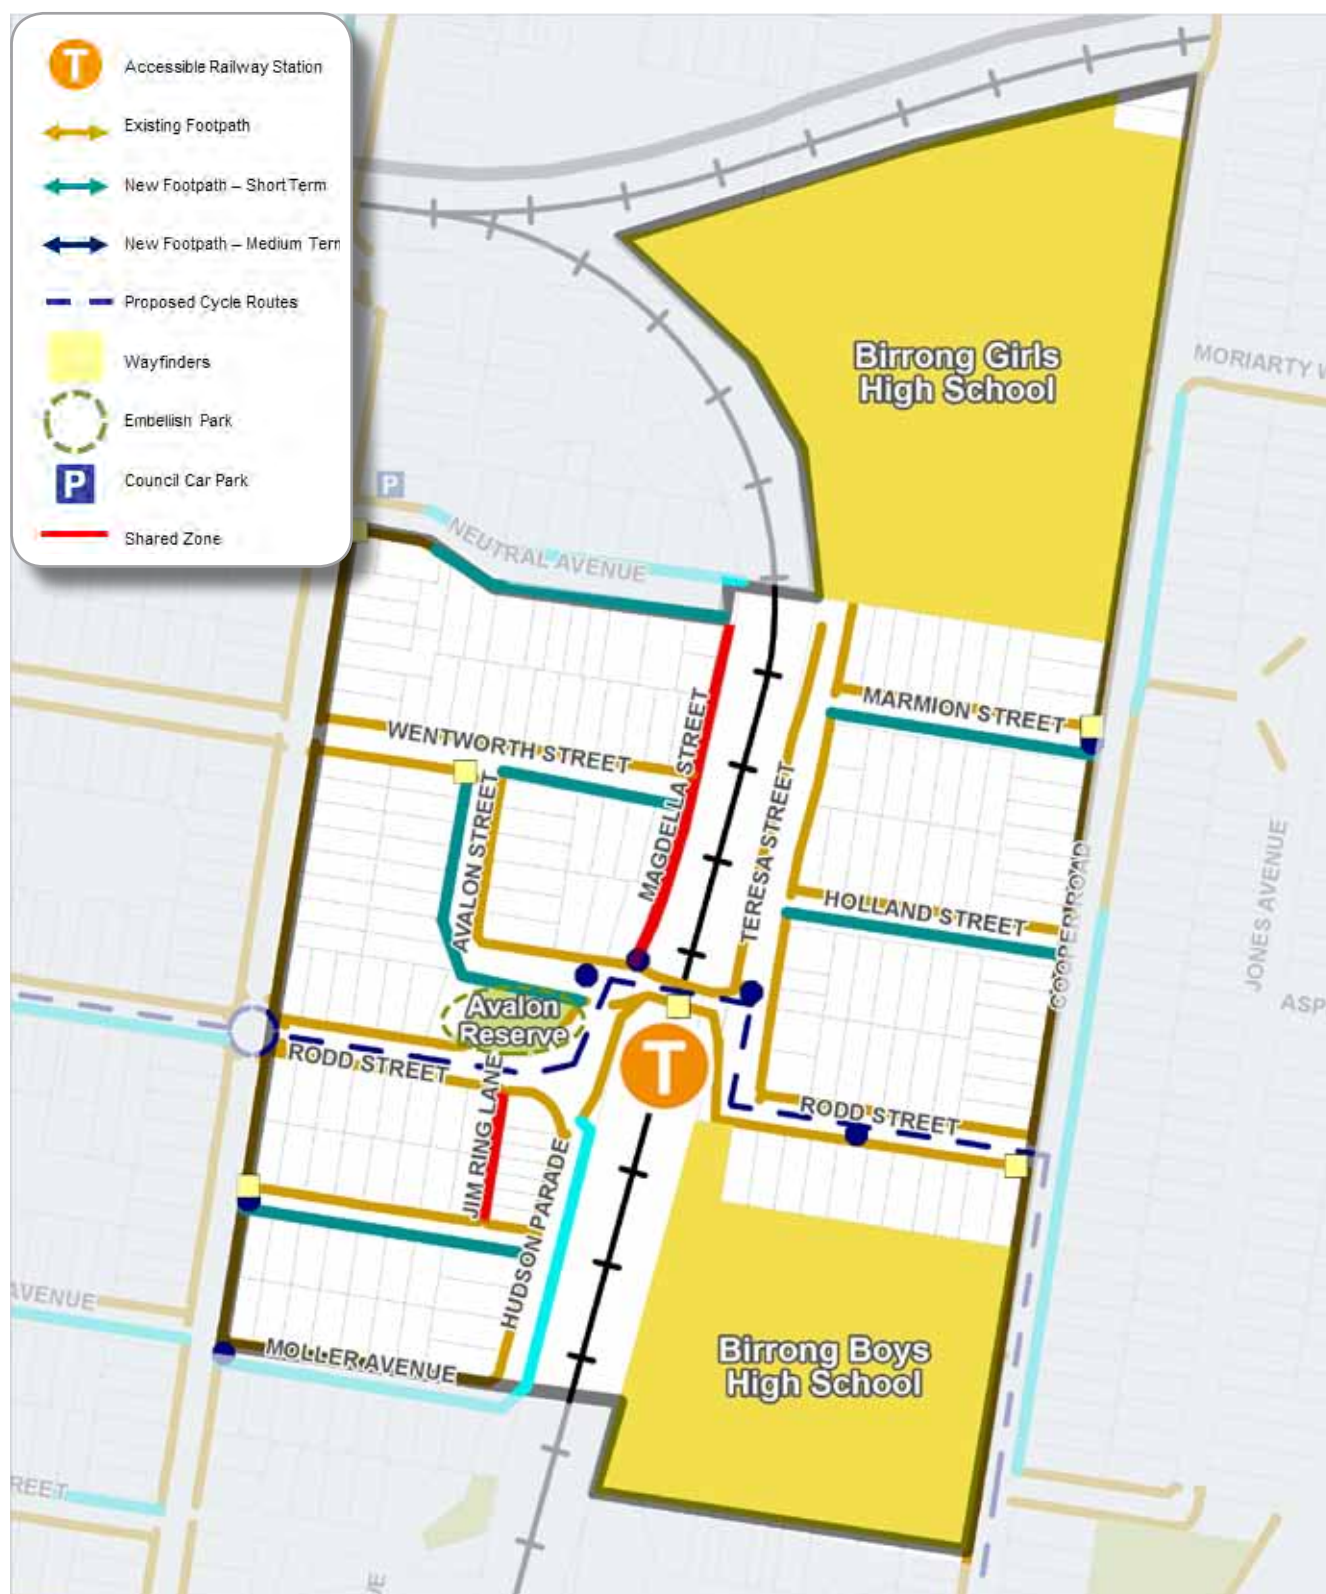 T
Accessible Railway Station
Existing Footpath
New Footpath – Short Term
New Footpath – Medium Term
Proposed Cycle Routes
Wayfinders
Embellish Park
P
Council Car Park
Shared Zone
Birrong Girls
High School
MORIARTY W
P
NEUTRAL AVENUE
MARMION STREET
WENTWORTH STREET
MAGDELLA STREET
TERESA STREET
AVALON STREET
HOLLAND STREET
COOPER ROAD
JONES AVENUE
ASP
Avalon
Reserve
T
RODD STREET
RODD STREET
JIM RING LANE
HUDSON PARADE
AVENUE
MOLLER AVENUE
Birrong Boys
High School
REET
VE